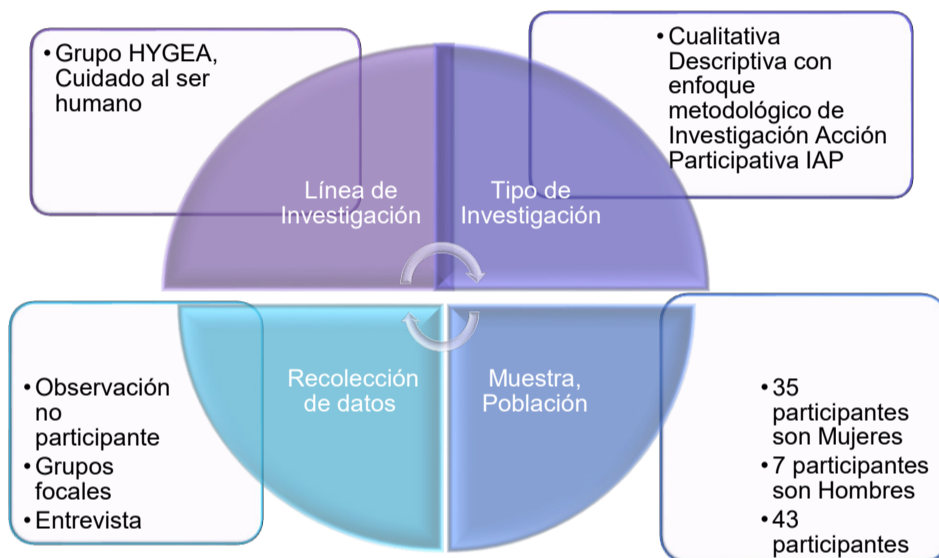 • Grupo HYGEA,
Cuidado al ser
humano
• Cualitativa
Descriptiva con
enfoque
metodológico de
Investigación Acción
Participativa IAP
Línea de
Investigación
Tipo de
Investigación
Recolección
de datos
Muestra,
Población
• Observación
no
participante
• Grupos
focales
• Entrevista
• 35
participantes
son Mujeres
• 7 participantes
son Hombres
• 43
participantes